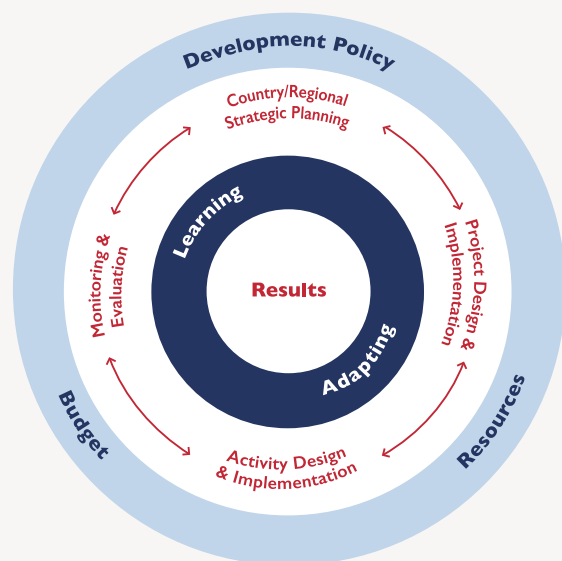 Development Policy
Country/Regional
Strategic Planning
Learning
Monitoring &
Evaluation
Results
Project Design &
Implementation
Adapting
Budget
Resources
Activity Design
& Implementation